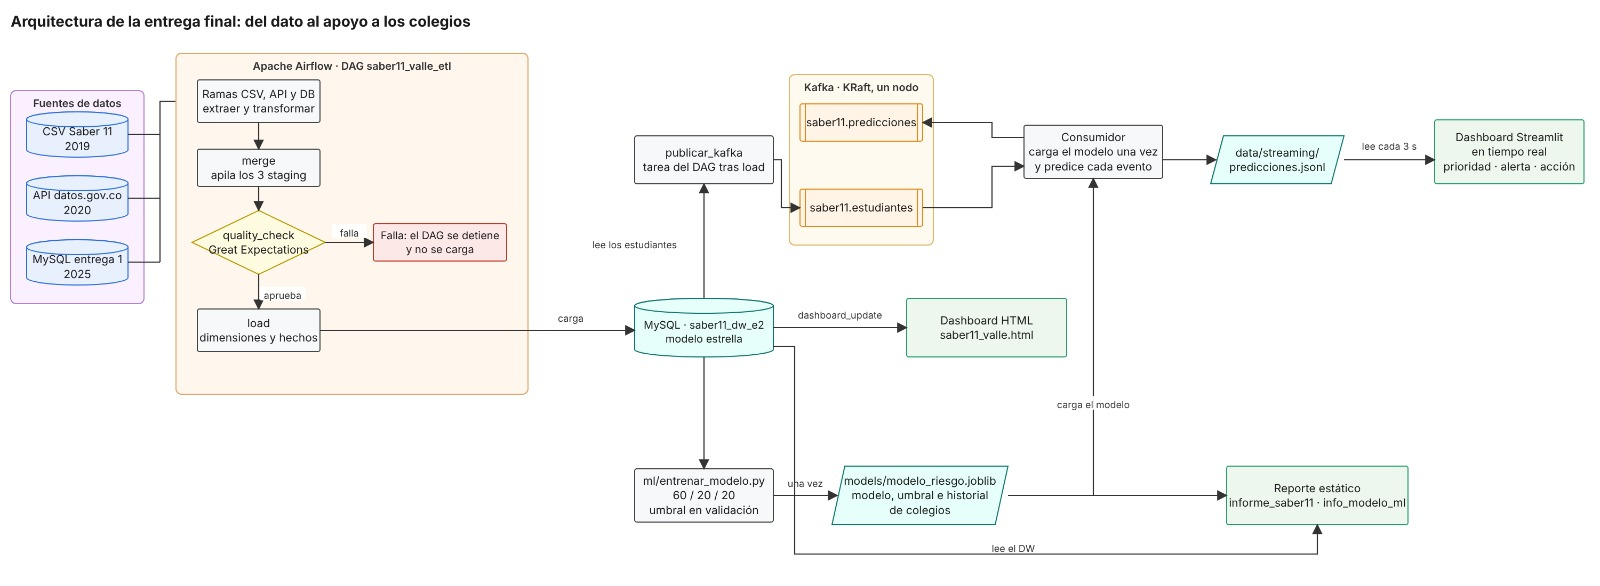 Arquitectura de la entrega final: del dato al apoyo a los colegios
Fuentes de datos
CSV Saber 11
2019
API datos.gov.co
2020
MySQL entrega 1
2025
Apache Airflow · DAG saber11_valle_etl
Ramas CSV, API y DB
extraer y transformar
merge
apila los 3 staging
quality_check
Great Expectations
falla
Falla: el DAG se detiene
y no se carga
aprueba
load
dimensiones y hechos
carga
MySQL · saber11_dw_e2
modelo estrella
lee los estudiantes
publicar_kafka
tarea del DAG tras load
Kafka · KRaft, un nodo
saber11.predicciones
saber11.estudiantes
Consumidor
carga el modelo una vez
y predice cada evento
data/streaming/
predicciones.jsonl
lee cada 3 s
Dashboard Streamlit
en tiempo real
prioridad · alerta · acción
dashboard_update
Dashboard HTML
saber11_valle.html
carga el modelo
ml/entrenar_modelo.py
60 / 20 / 20
umbral en validación
una vez
models/modelo_riesgo.joblib
modelo, umbral e historial
de colegios
Reporte estático
informe_saber11 · info_modelo_ml
lee el DW